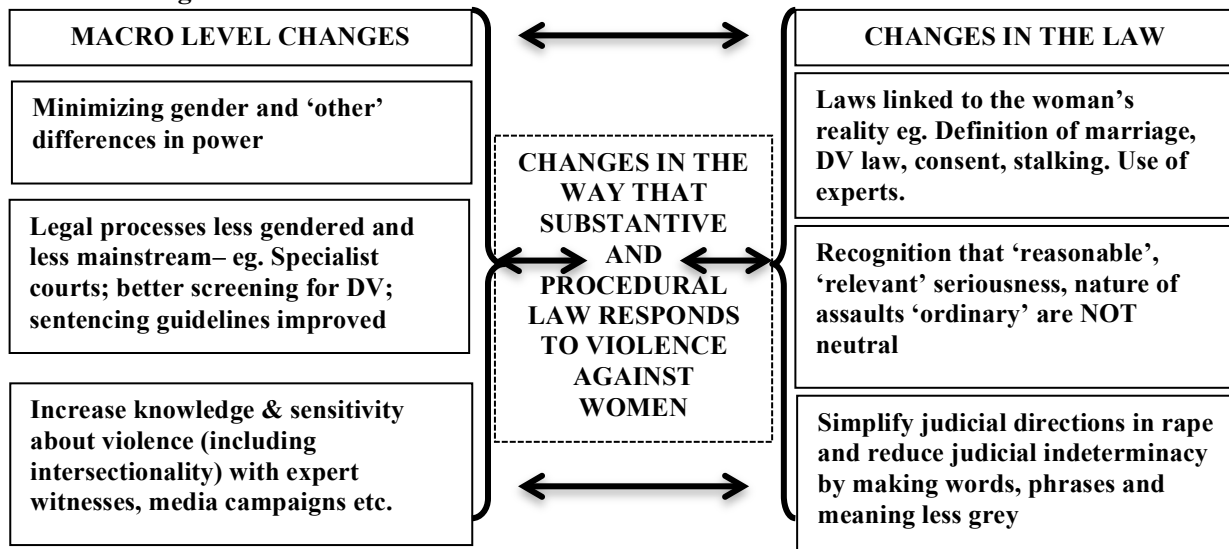 MACRO LEVEL CHANGES
Minimizing gender and ‘other’
differences in power
Legal processes less gendered and
less mainstream– eg. Specialist
courts; better screening for DV;
sentencing guidelines improved
Increase knowledge & sensitivity
about violence (including
intersectionality) with expert
witnesses, media campaigns etc.
CHANGES IN THE
WAY THAT
SUBSTANTIVE
AND
PROCEDURAL
LAW RESPONDS
TO VIOLENCE
AGAINST
WOMEN
CHANGES IN THE LAW
Laws linked to the woman’s
reality eg. Definition of marriage,
DV law, consent, stalking. Use of
experts.
Recognition that ‘reasonable’,
‘relevant’ seriousness, nature of
assaults ‘ordinary’ are NOT
neutral
Simplify judicial directions in rape
and reduce judicial indeterminacy
by making words, phrases and
meaning less grey